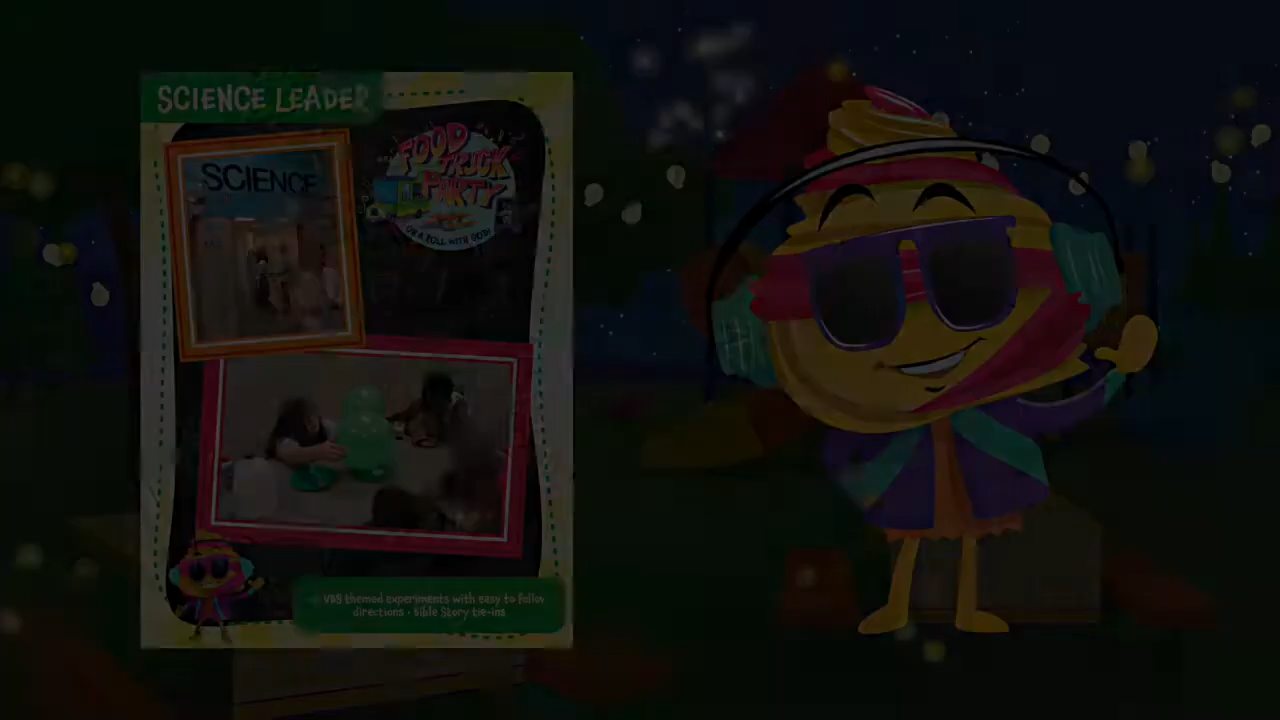 SCIENCE LEADER
SCIENCE
FOOD
TRUCK
PARTY
ON A ROLL WITH GOD!
VBS themed experiments with easy to follow
directions - Bible Story tie-ins